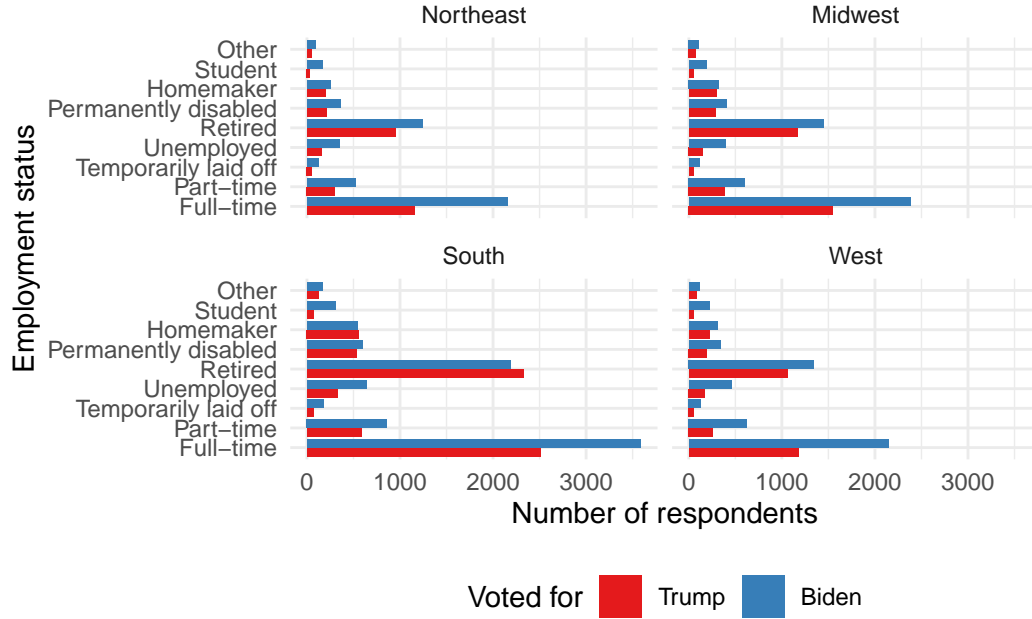 Northeast
Midwest
Other
Student
Homemaker
Permanently disabled
Retired
Unemployed
Temporarily laid off
Part−time
Full−time
South
West
Other
Student
Homemaker
Permanently disabled
Retired
Unemployed
Temporarily laid off
Part−time
Full−time
0 1000 2000 3000
0 1000 2000 3000
Employment status
Number of respondents
Voted for Trump Biden